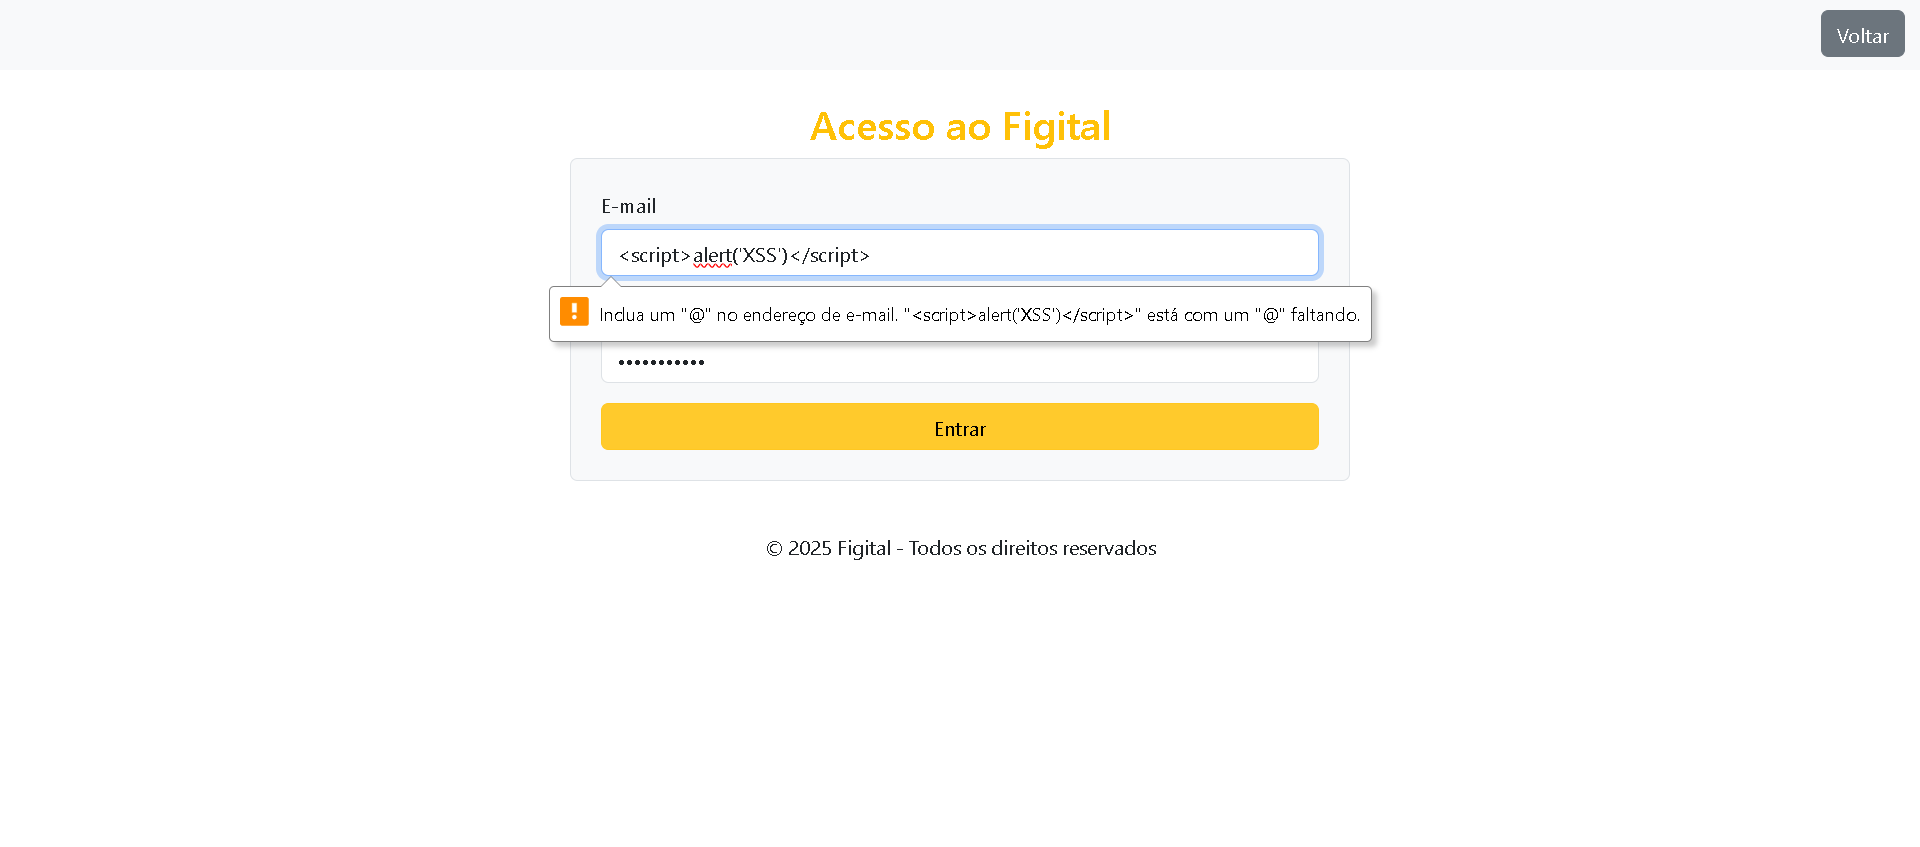 Voltar
Acesso ao Figital
E-mail
<script>alert('XSS')</script>
Inclua um "@" no endereço de e-mail. "<script>alert('XSS')</script>" está com um "@" faltando.
•••••••••••
Entrar
© 2025 Figital - Todos os direitos reservados